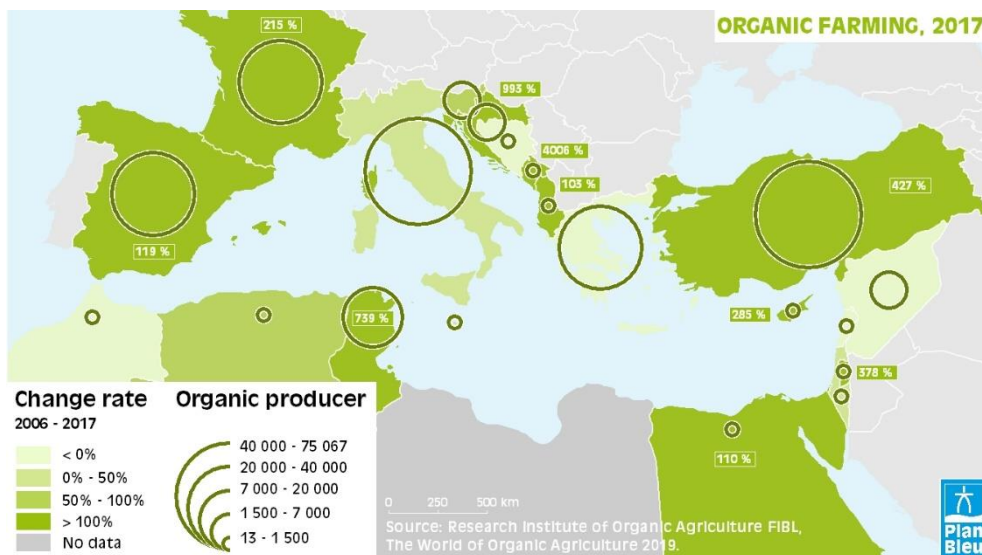 ORGANIC FARMING, 2017
215 %
993 %
4006 %
103 %
427 %
119 %
739 %
285 %
378 %
110 %
Change rate
2006 - 2017
< 0%
0% - 50%
50% - 100%
> 100%
No data
Organic producer
40 000 - 75 067
20 000 - 40 000
7 000 - 20 000
1 500 - 7 000
13 - 1 500
0 250 500 km
Source: Research Institute of Organic Agriculture FIBL,
The World of Organic Agriculture 2019.
Plan
Bleu